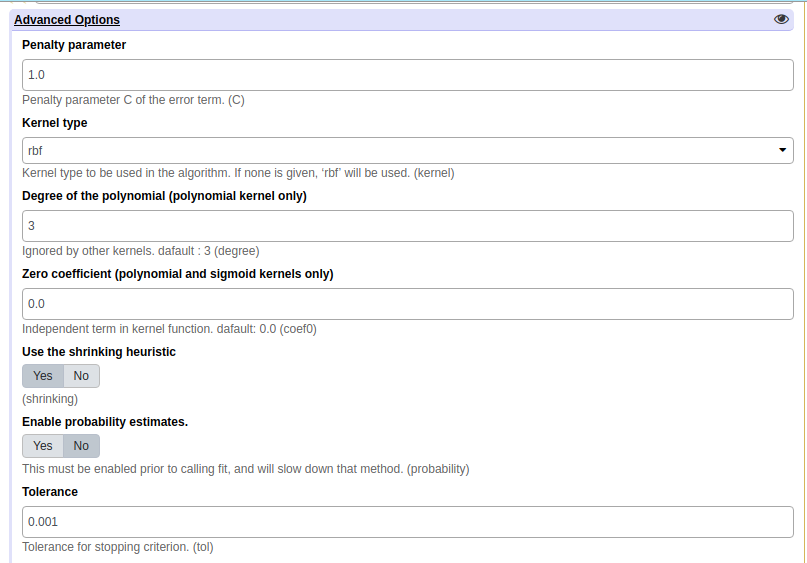 Advanced Options
Penalty parameter
1.0
Penalty parameter C of the error term. (C)
Kernel type
rbf
Kernel type to be used in the algorithm. If none is given, ‘rbf’ will be used. (kernel)
Degree of the polynomial (polynomial kernel only)
3
Ignored by other kernels. dafault : 3 (degree)
Zero coefficient (polynomial and sigmoid kernels only)
0.0
Independent term in kernel function. dafault: 0.0 (coef0)
Use the shrinking heuristic
Yes No
(shrinking)
Enable probability estimates.
Yes No
This must be enabled prior to calling fit, and will slow down that method. (probability)
Tolerance
0.001
Tolerance for stopping criterion. (tol)